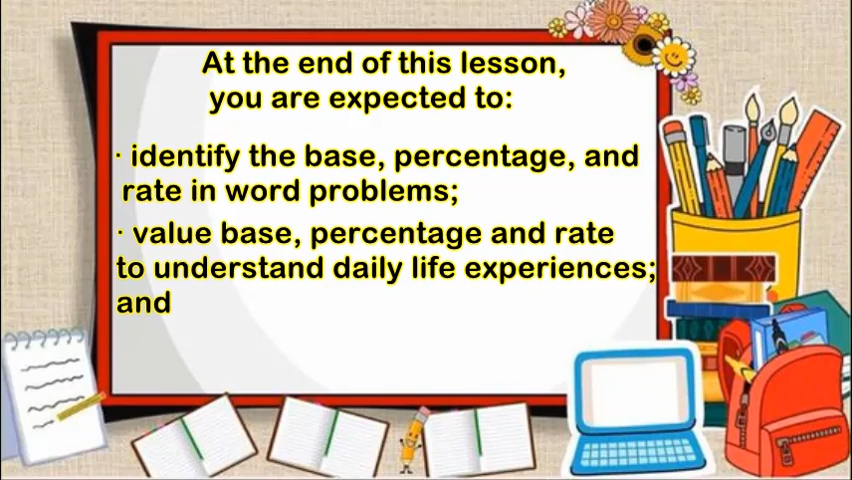 At the end of this lesson,
you are expected to:
· identify the base, percentage, and
rate in word problems;
· value base, percentage and rate
to understand daily life experiences;
and